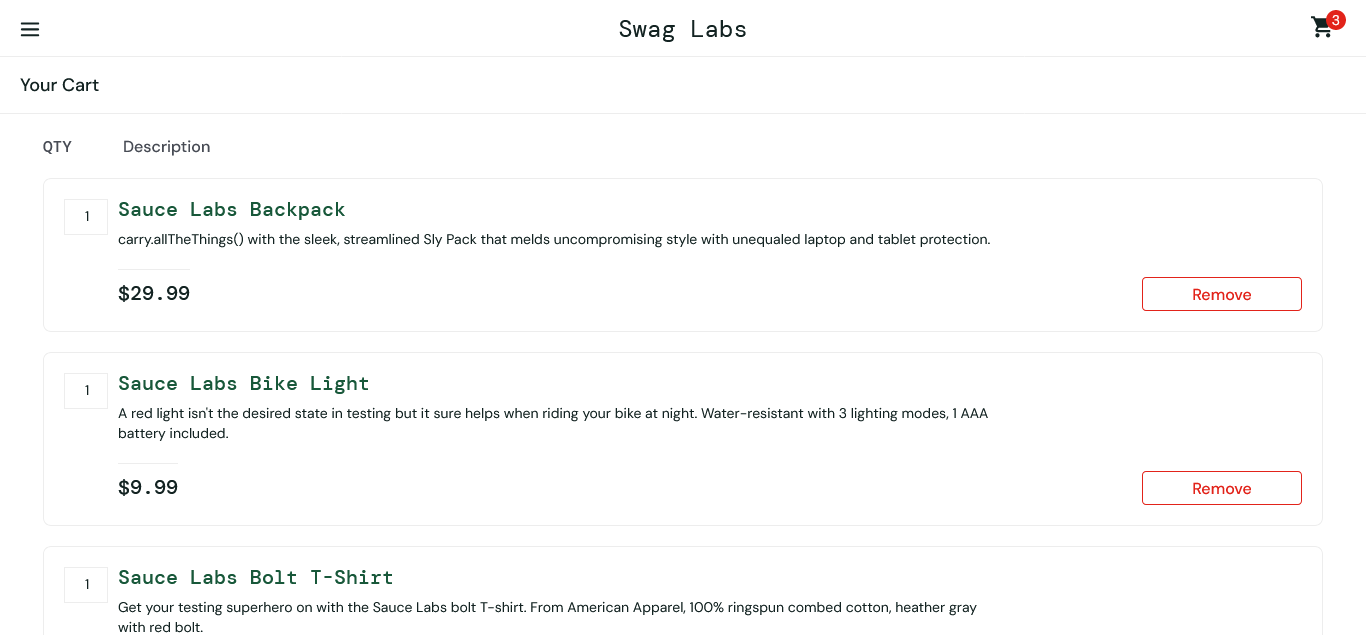 Swag Labs
3
Your Cart
QTY
Description
1
Sauce Labs Backpack
carry.allTheThings() with the sleek, streamlined Sly Pack that melds uncompromising style with unequaled laptop and tablet protection.
$29.99
Remove
1
Sauce Labs Bike Light
A red light isn't the desired state in testing but it sure helps when riding your bike at night. Water-resistant with 3 lighting modes, 1 AAA
battery included.
$9.99
Remove
1
Sauce Labs Bolt T-Shirt
Get your testing superhero on with the Sauce Labs bolt T-shirt. From American Apparel, 100% ringspun combed cotton, heather gray
with red bolt.